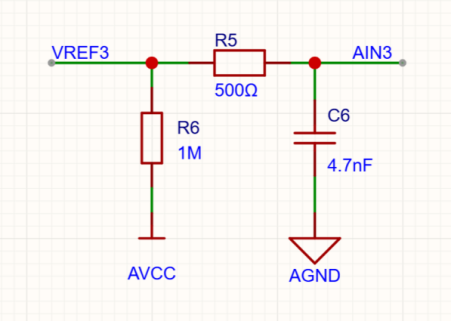 VREF3
R5
AIN3
500Ω
C6
R6
1M
4.7nF
AVCC
AGND